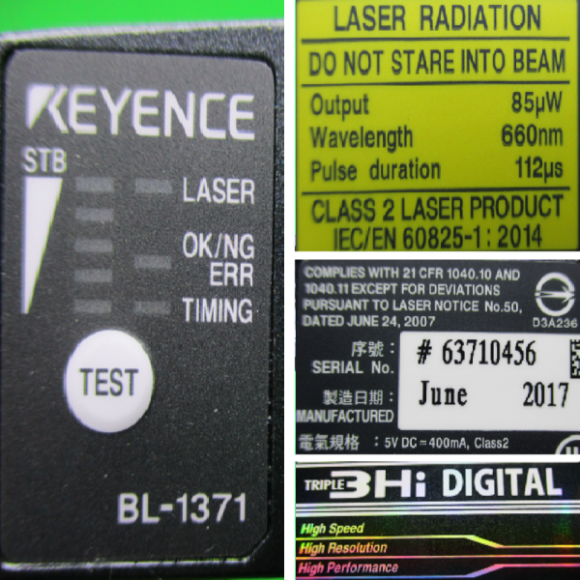 KEYENCE
STB
LASER
OK/NG
ERR
TIMING
TEST
BL-1371
LASER RADIATION
DO NOT STARE INTO BEAM
Output 85µW
Wavelength 660nm
Pulse duration 112µs
CLASS 2 LASER PRODUCT
IEC/EN 60825-1:2014
COMPLIES WITH 21 CFR 1040.10 AND
1040.11 EXCEPT FOR DEVIATIONS
PURSUANT TO LASER NOTICE No.50,
DATED JUNE 24, 2007
D3A236
序號:
SERIAL No.
# 63710456
製造日期:
MANUFACTURED
June 2017
電氣規格 : 5V DC⎓400mA, Class2
TRIPLE 3Hi DIGITAL
High Speed
High Resolution
High Performance